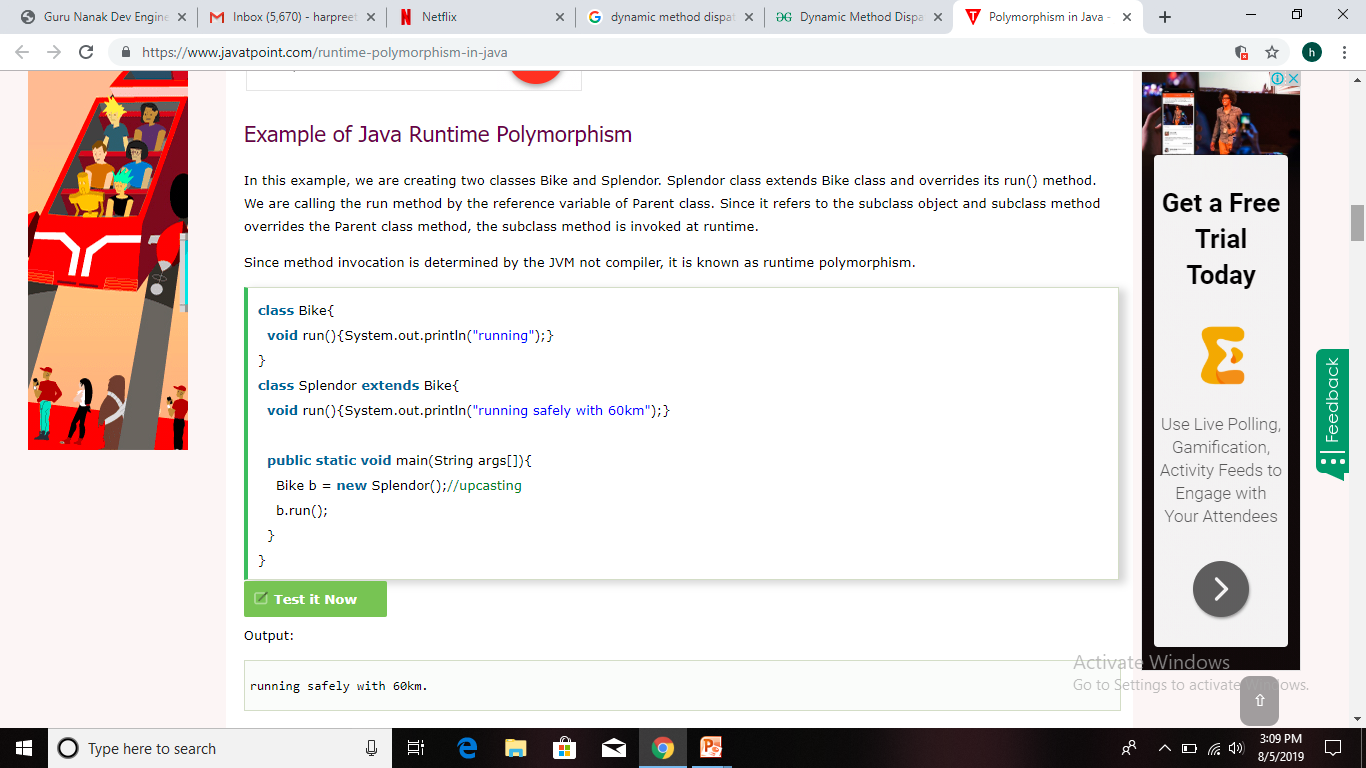 Guru Nanak Dev Engine
Inbox (5,670) - harpreet
Netflix
dynamic method dispat
Dynamic Method Dispa
Polymorphism in Java -
https://www.javatpoint.com/runtime-polymorphism-in-java
h
Example of Java Runtime Polymorphism
In this example, we are creating two classes Bike and Splendor. Splendor class extends Bike class and overrides its run() method.
We are calling the run method by the reference variable of Parent class. Since it refers to the subclass object and subclass method
overrides the Parent class method, the subclass method is invoked at runtime.
Since method invocation is determined by the JVM not compiler, it is known as runtime polymorphism.
class Bike{
  void run(){System.out.println("running");}
}
class Splendor extends Bike{
  void run(){System.out.println("running safely with 60km");}
  public static void main(String args[]){
    Bike b = new Splendor();//upcasting
    b.run();
  }
}
Test it Now
Output:
running safely with 60km.
Get a Free
Trial
Today
Use Live Polling,
Gamification,
Activity Feeds to
Engage with
Your Attendees
Feedback
Activate Windows
Go to Settings to activate Windows.
Type here to search
3:09 PM
8/5/2019